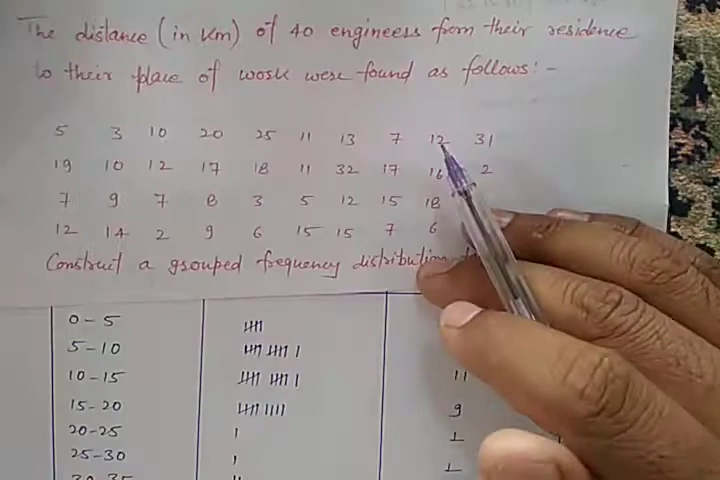 The distance (in Km) of 40 engineers from their residence
to their place of work were found as follows:-
5 3 10 20 25 11 13 7 12 31
19 10 12 17 18 11 32 17 16 2
7 9 7 8 3 5 12 15 18
12 14 2 9 6 15 15 7 6
Construct a grouped frequency distribution
0-5 5
5-10
10-15 11
15-20 9
20-25 1
25-30 1
30-35